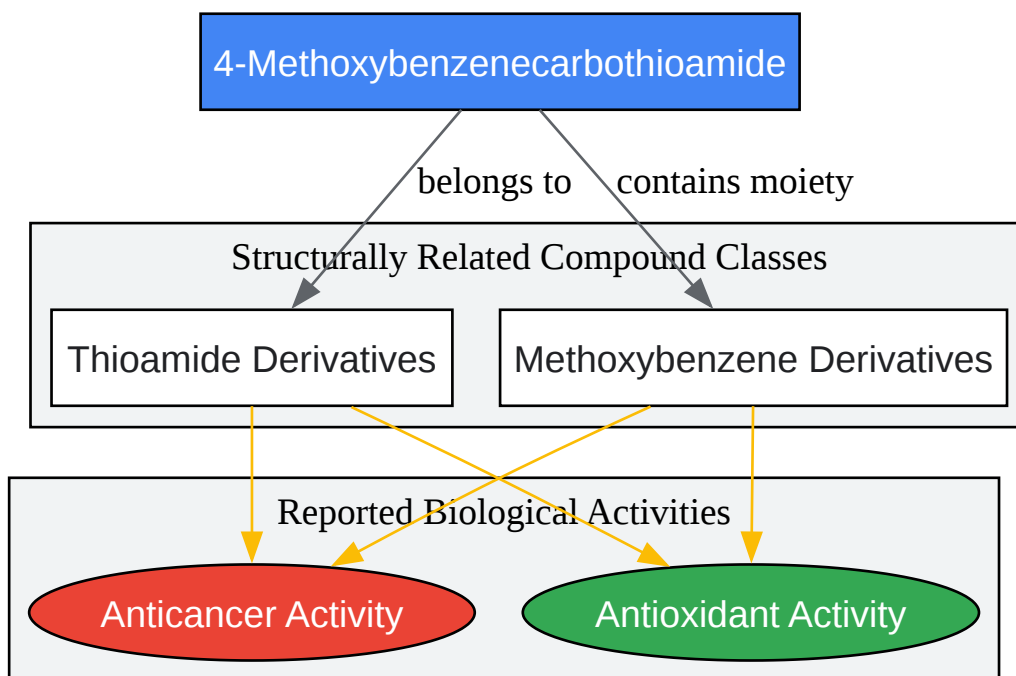 4-Methoxybenzenecarbothioamide
belongs to
contains moiety
Structurally Related Compound Classes
Thioamide Derivatives
Methoxybenzene Derivatives
Reported Biological Activities
Anticancer Activity
Antioxidant Activity